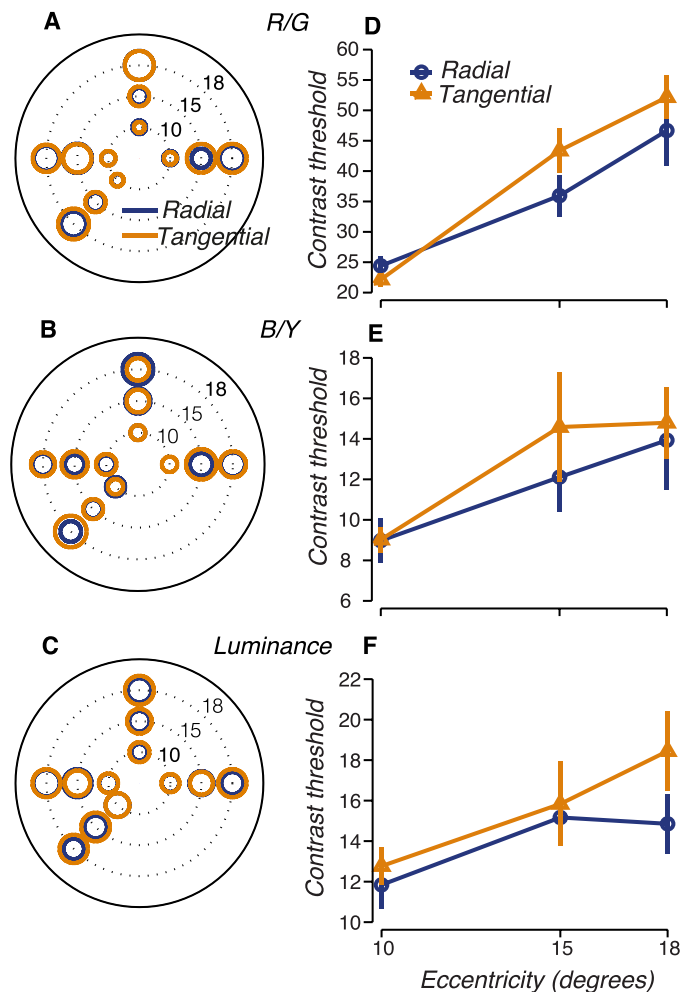 A
R/G
18
15
10
Radial
Tangential
D
Radial
Tangential
Contrast threshold
60
55
50
45
40
35
30
25
20
B
B/Y
18
15
10
E
Contrast threshold
18
16
14
12
10
8
6
C
Luminance
18
15
10
F
Contrast threshold
22
20
18
16
14
12
10
10 15 18
Eccentricity (degrees)